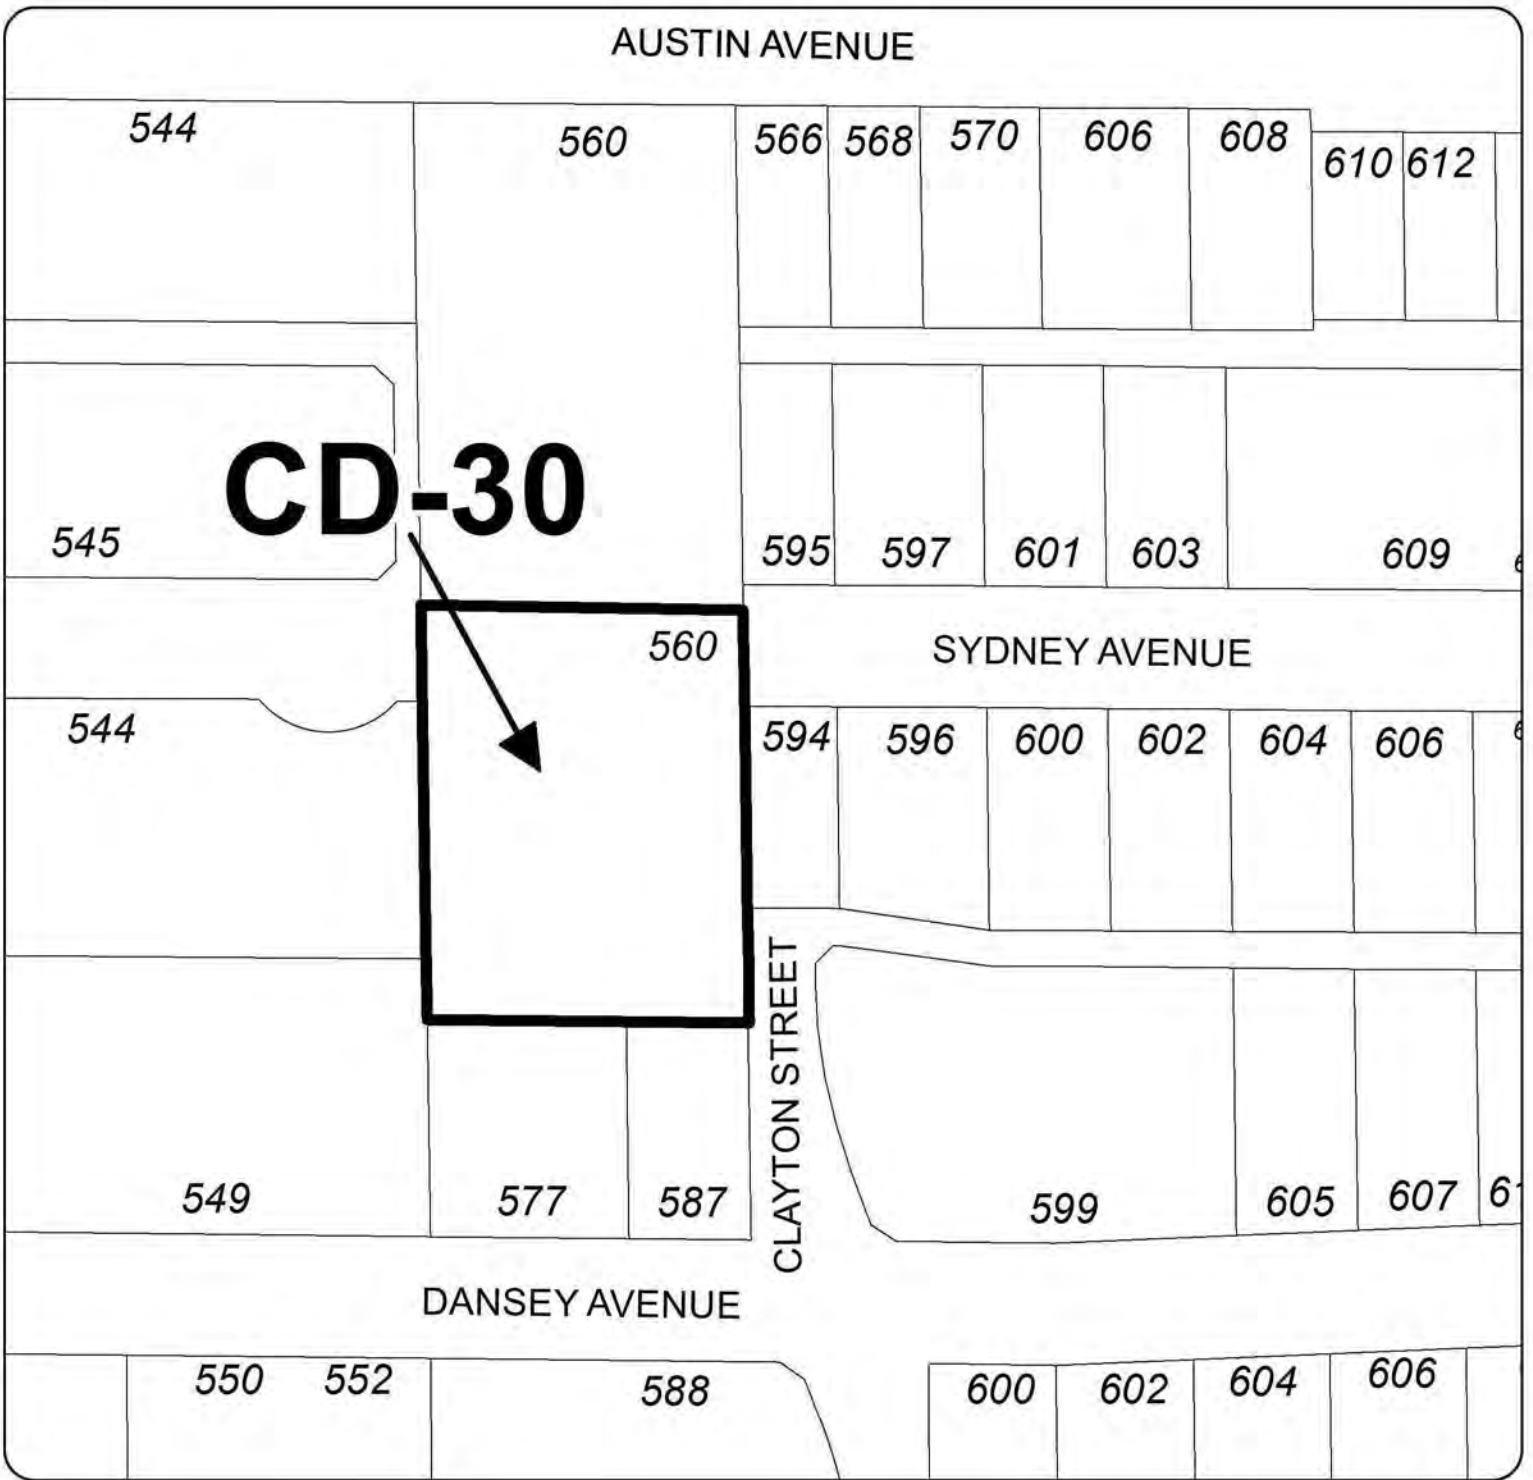 AUSTIN AVENUE
544 560 566 568 570 606 608 610 612
CD-30
545 595 597 601 603 609
560 SYDNEY AVENUE
544 594 596 600 602 604 606
CLAYTON STREET
549 577 587 599 605 607
DANSEY AVENUE
550 552 588 600 602 604 606